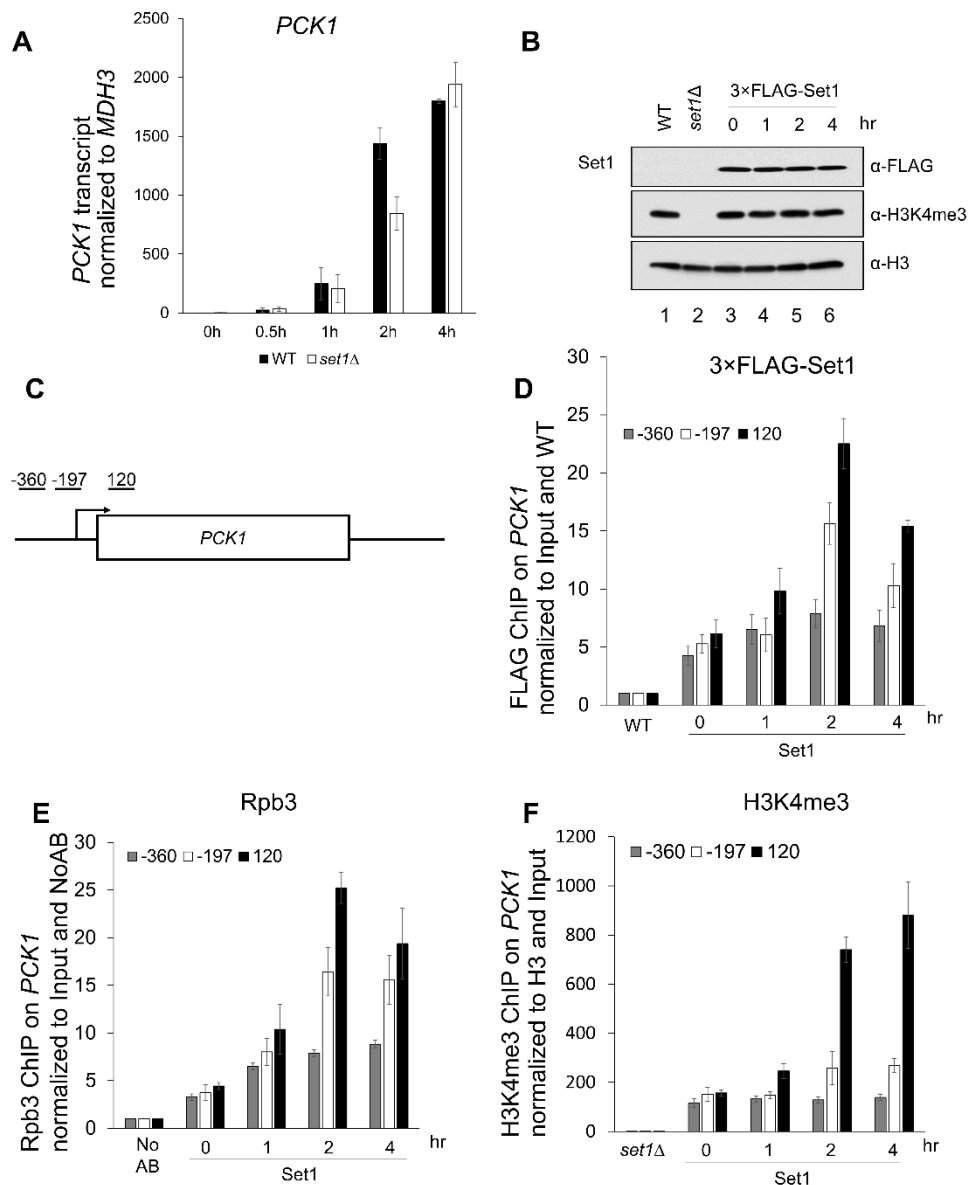 A
PCK1
PCK1 transcript
normalized to MDH3
2500
2000
1500
1000
500
0
0h 0.5h 1h 2h 4h
WT set1Δ
B
WT set1Δ 3×FLAG-Set1
0 1 2 4 hr
Set1
α-FLAG
α-H3K4me3
α-H3
1 2 3 4 5 6
C
-360 -197 120
PCK1
D
3×FLAG-Set1
-360 -197 120
FLAG ChIP on PCK1
normalized to Input and WT
30
25
20
15
10
5
0
WT 0 1 2 4 hr
Set1
E
Rpb3
-360 -197 120
Rpb3 ChIP on PCK1
normalized to Input and NoAB
30
25
20
15
10
5
0
No
AB
0 1 2 4 hr
Set1
F
H3K4me3
-360 -197 120
H3K4me3 ChIP on PCK1
normalized to H3 and Input
1200
1000
800
600
400
200
0
set1Δ 0 1 2 4 hr
Set1